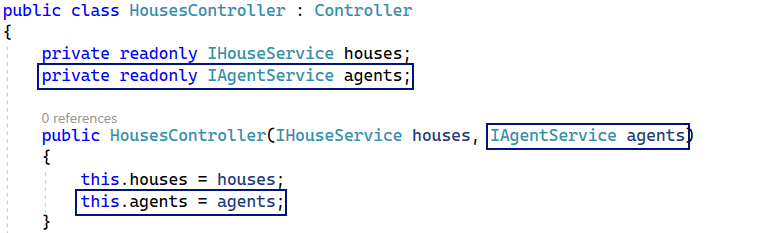 public class HousesController : Controller
{
private readonly IHouseService houses;
private readonly IAgentService agents;
0 references
public HousesController(IHouseService houses, IAgentService agents)
{
this.houses = houses;
this.agents = agents;
}